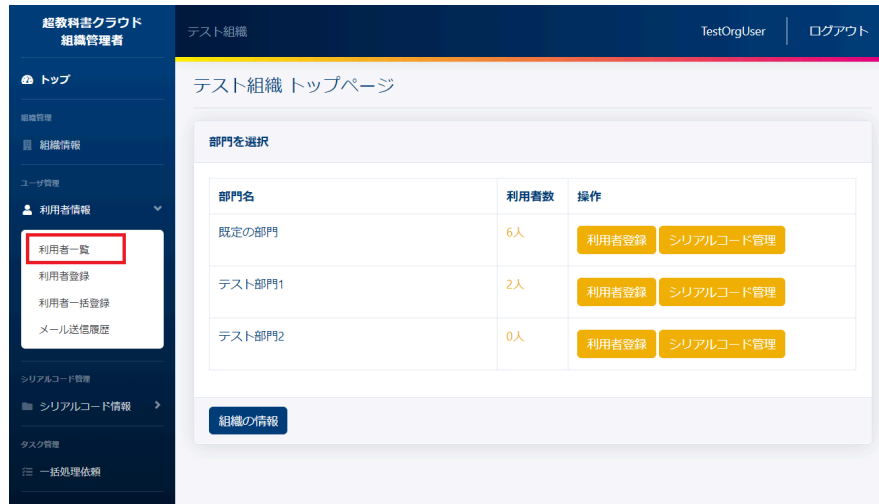 超教科書クラウド
組織管理者
テスト組織
TestOrgUser
ログアウト
トップ
組織管理
組織情報
ユーザ管理
利用者情報
利用者一覧
利用者登録
利用者一括登録
メール送信履歴
シリアルコード管理
シリアルコード情報
タスク管理
一括処理依頼
テスト組織 トップページ
部門を選択
部門名 利用者数 操作
既定の部門 6人 利用者登録 シリアルコード管理
テスト部門1 2人 利用者登録 シリアルコード管理
テスト部門2 0人 利用者登録 シリアルコード管理
組織の情報